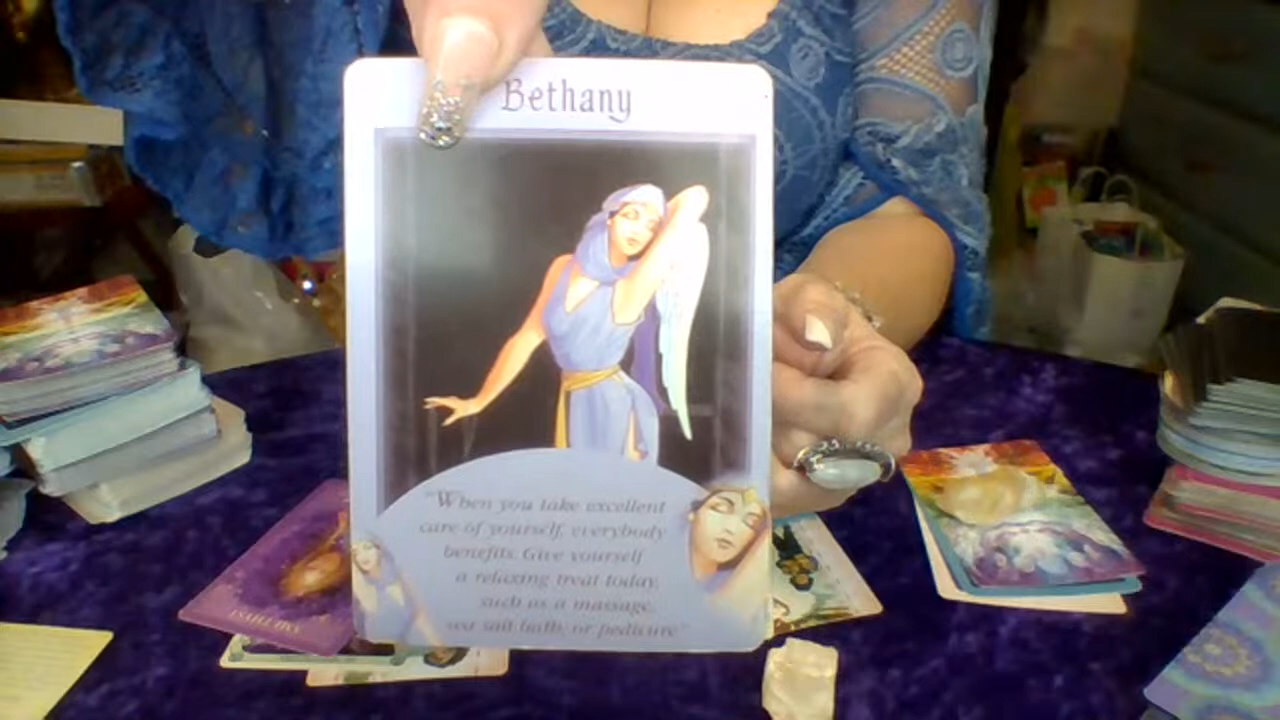 Bethany
"When you take excellent
care of yourself, everybody
benefits. Give yourself
a relaxing treat today,
such as a massage,
sea salt bath, or pedicure"